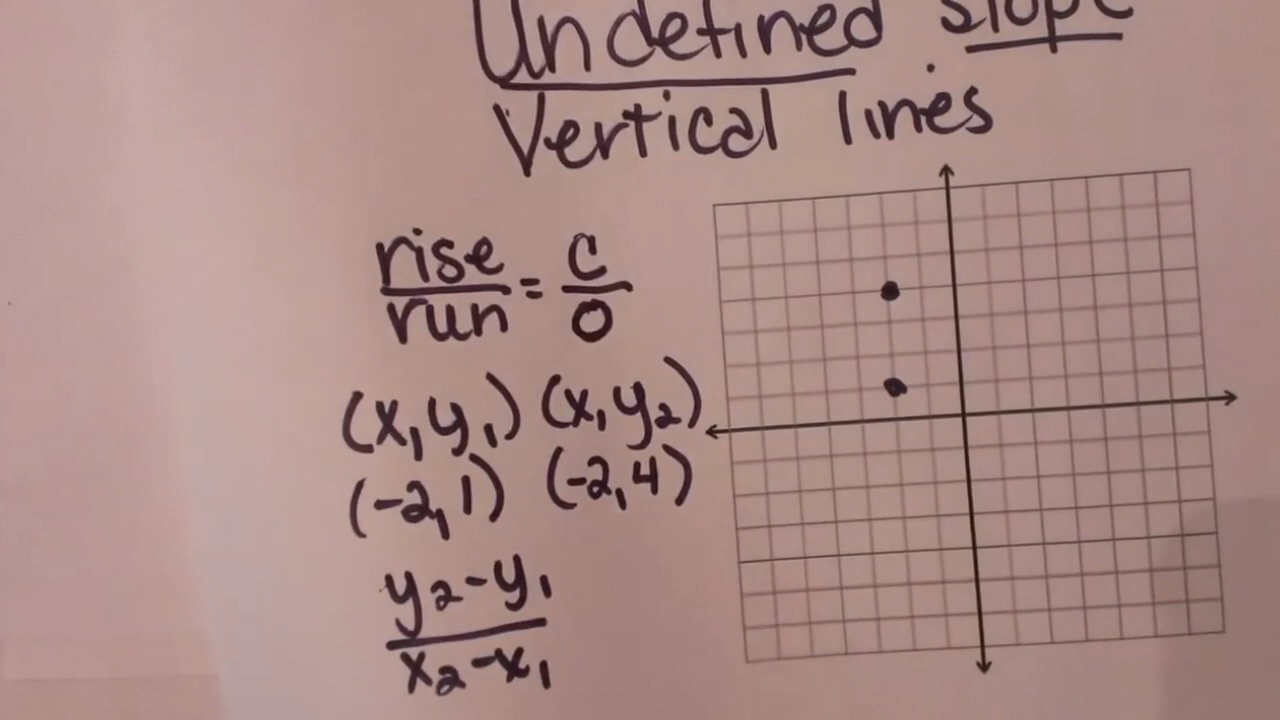 Undefined slope
Vertical lines
rise/run = c/0
(x, y₁) (x, y₂)
(-2, 1) (-2, 4)
y₂-y₁
x₂-x₁